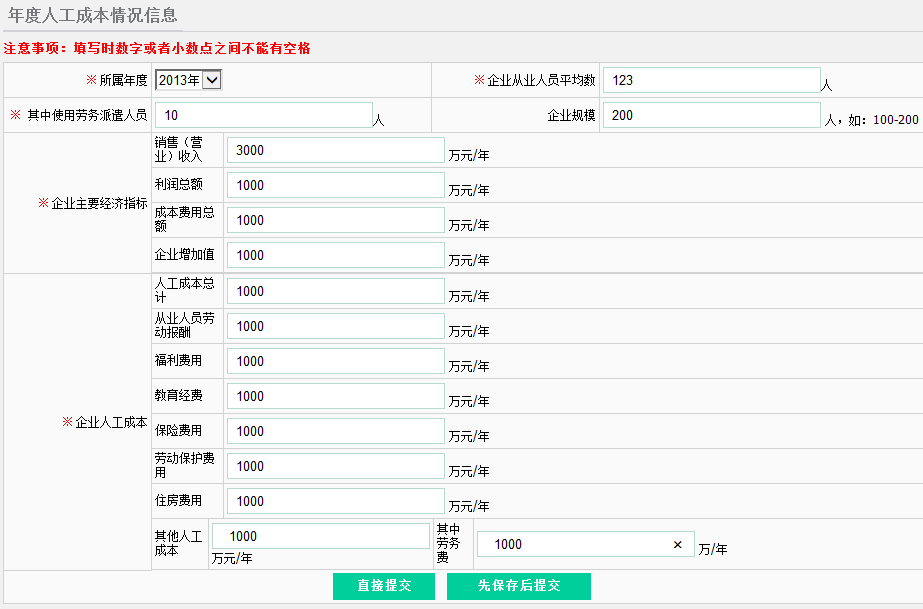 年度人工成本情况信息
注意事项：填写时数字或者小数点之间不能有空格
※所属年度 2013年 ※企业从业人员平均数 123 人
※ 其中使用劳务派遣人员 10 人 企业规模 200 人，如：100-200
※企业主要经济指标
销售（营
业）收入 3000 万元/年
利润总额 1000 万元/年
成本费用总
额 1000 万元/年
企业增加值 1000 万元/年
※企业人工成本
人工成本总
计 1000 万元/年
从业人员劳
动报酬 1000 万元/年
福利费用 1000 万元/年
教育经费 1000 万元/年
保险费用 1000 万元/年
劳动保护费
用 1000 万元/年
住房费用 1000 万元/年
其他人工
成本 1000
万元/年
其中
劳务
费 1000 × 万/年
直接提交 先保存后提交